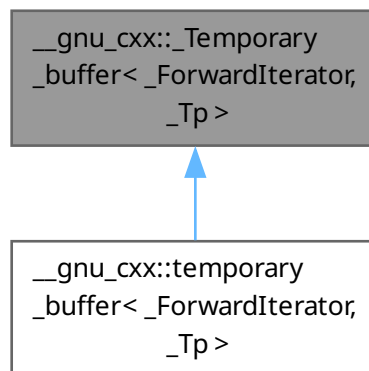 __gnu_cxx::_Temporary
_buffer< _ForwardIterator,
_Tp >
__gnu_cxx::temporary
_buffer< _ForwardIterator,
_Tp >